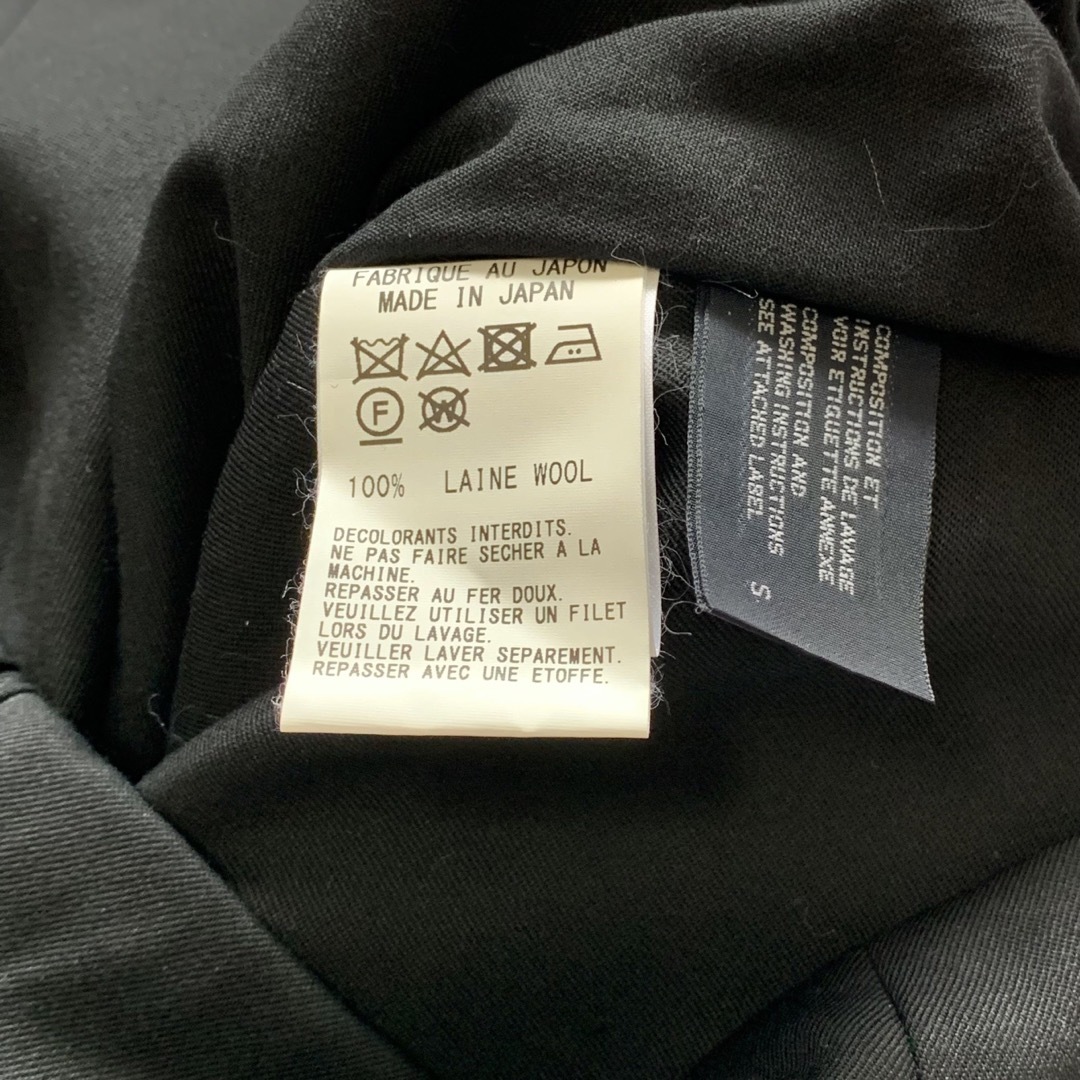 FABRIQUE AU JAPON
MADE IN JAPAN
F W
100% LAINE WOOL
DECOLORANTS INTERDITS.
NE PAS FAIRE SECHER A LA
MACHINE.
REPASSER AU FER DOUX.
VEUILLEZ UTILISER UN FILET
LORS DU LAVAGE.
VEUILLER LAVER SEPAREMENT.
REPASSER AVEC UNE ETOFFE.
COMPOSITION ET
INSTRUCTIONS DE LAVAGE
VOIR ETIQUETTE ANNEXE
COMPOSITION AND
WASHING INSTRUCTIONS
SEE ATTACHED LABEL
S